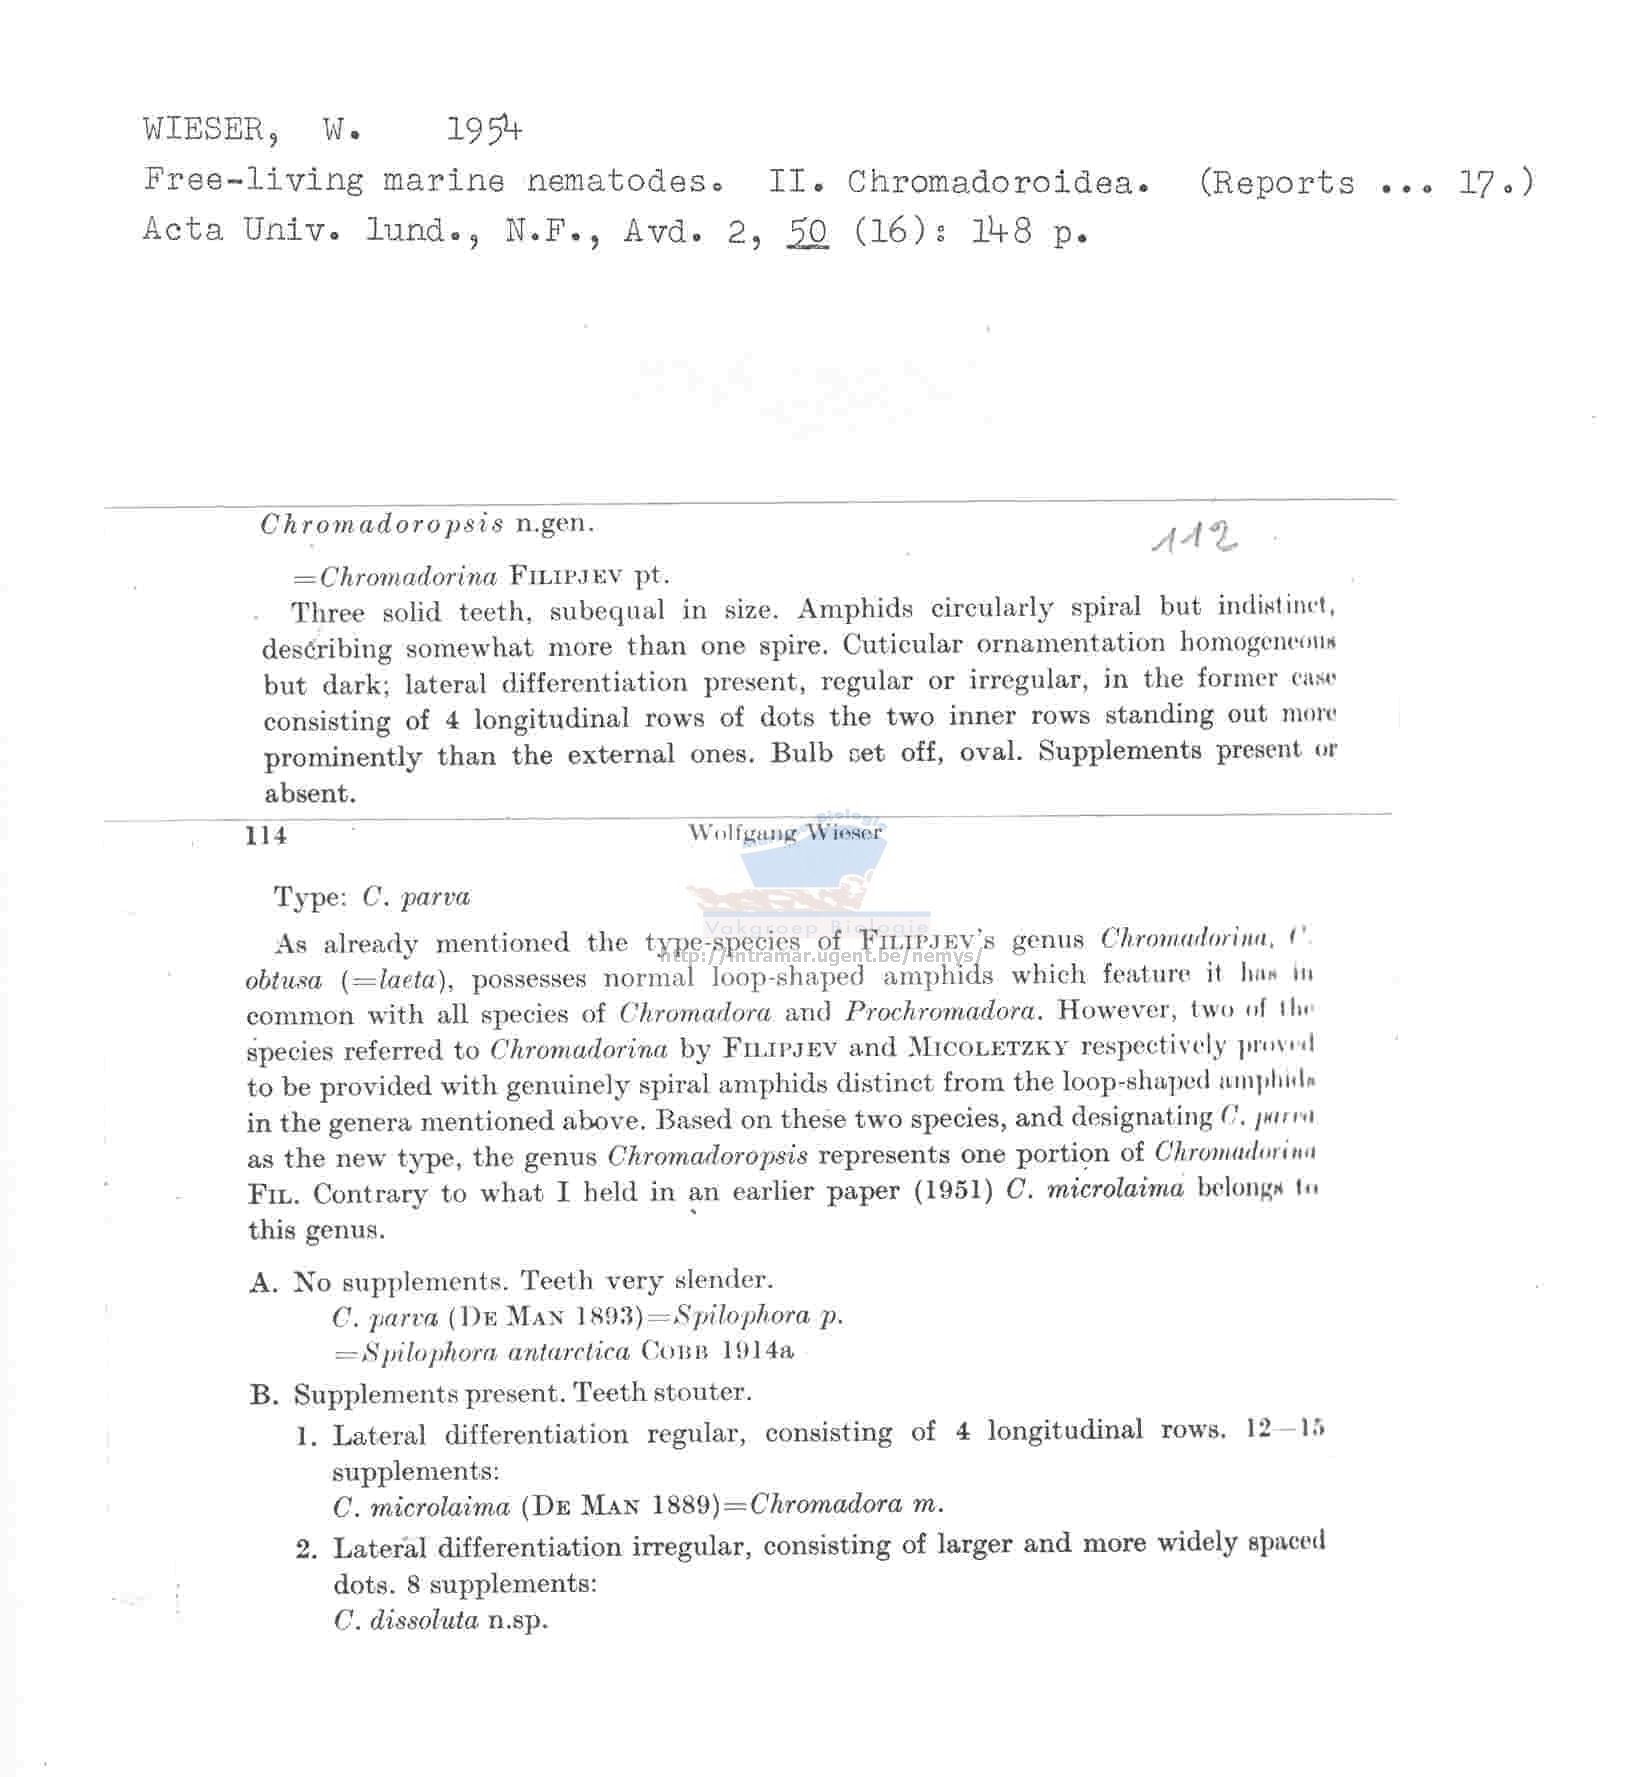 WIESER, W. 1954
Free-living marine nematodes. II. Chromadoroidea. (Reports ... 17.)
Acta Univ. lund., N.F., Avd. 2, 50 (16): 148 p.
Chromadoropsis n.gen.
112
=Chromadorina FILIPJEV pt.
Three solid teeth, subequal in size. Amphids circularly spiral but indistinct,
describing somewhat more than one spire. Cuticular ornamentation homogeneous
but dark; lateral differentiation present, regular or irregular, in the former case
consisting of 4 longitudinal rows of dots the two inner rows standing out more
prominently than the external ones. Bulb set off, oval. Supplements present or
absent.
114 Wolfgang Wieser
Biologie
Vakgroep Biologie
http://intramar.ugent.be/nemys/
Type: C. parva
As already mentioned the type-species of FILIPJEV's genus Chromadorina, C.
obtusa (=laeta), possesses normal loop-shaped amphids which feature it has in
common with all species of Chromadora and Prochromadora. However, two of the
species referred to Chromadorina by FILIPJEV and MICOLETZKY respectively proved
to be provided with genuinely spiral amphids distinct from the loop-shaped amphids
in the genera mentioned above. Based on these two species, and designating C. parva
as the new type, the genus Chromadoropsis represents one portion of Chromadorina
FIL. Contrary to what I held in an earlier paper (1951) C. microlaima belongs to
this genus.
A. No supplements. Teeth very slender.
C. parva (DE MAN 1893)=Spilophora p.
=Spilophora antarctica COBB 1914a
B. Supplements present. Teeth stouter.
1. Lateral differentiation regular, consisting of 4 longitudinal rows. 12—15
supplements:
C. microlaima (DE MAN 1889)=Chromadora m.
2. Lateral differentiation irregular, consisting of larger and more widely spaced
dots. 8 supplements:
C. dissoluta n.sp.